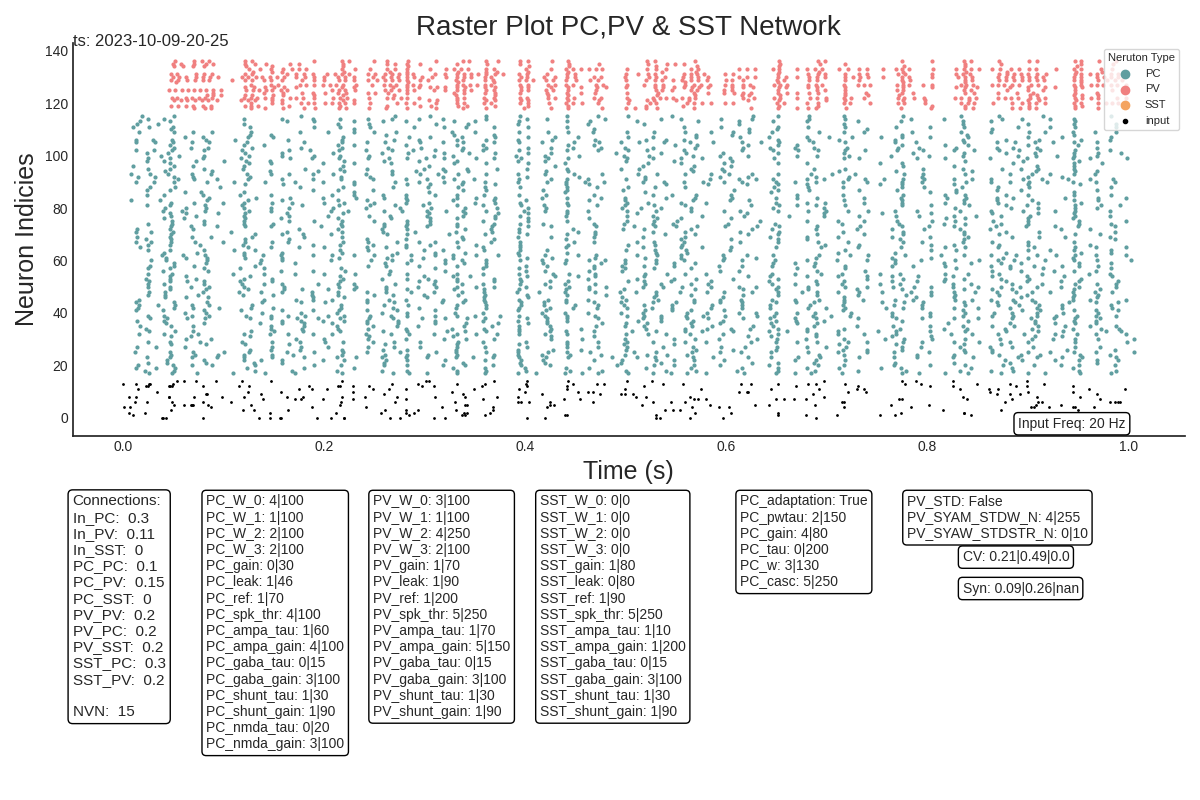 Raster Plot PC,PV & SST Network
ts: 2023-10-09-20-25
Neruton Type
PC
PV
SST
input
Neuron Indicies
140
120
100
80
60
40
20
0
Input Freq: 20 Hz
0.0 0.2 0.4 0.6 0.8 1.0
Time (s)
Connections:
In_PC: 0.3
In_PV: 0.11
In_SST: 0
PC_PC: 0.1
PC_PV: 0.15
PC_SST: 0
PV_PV: 0.2
PV_PC: 0.2
PV_SST: 0.2
SST_PC: 0.3
SST_PV: 0.2
NVN: 15
PC_W_0: 4|100
PC_W_1: 1|100
PC_W_2: 2|100
PC_W_3: 2|100
PC_gain: 0|30
PC_leak: 1|46
PC_ref: 1|70
PC_spk_thr: 4|100
PC_ampa_tau: 1|60
PC_ampa_gain: 4|100
PC_gaba_tau: 0|15
PC_gaba_gain: 3|100
PC_shunt_tau: 1|30
PC_shunt_gain: 1|90
PC_nmda_tau: 0|20
PC_nmda_gain: 3|100
PV_W_0: 3|100
PV_W_1: 1|100
PV_W_2: 4|250
PV_W_3: 2|100
PV_gain: 1|70
PV_leak: 1|90
PV_ref: 1|200
PV_spk_thr: 5|250
PV_ampa_tau: 1|70
PV_ampa_gain: 5|150
PV_gaba_tau: 0|15
PV_gaba_gain: 3|100
PV_shunt_tau: 1|30
PV_shunt_gain: 1|90
SST_W_0: 0|0
SST_W_1: 0|0
SST_W_2: 0|0
SST_W_3: 0|0
SST_gain: 1|80
SST_leak: 0|80
SST_ref: 1|90
SST_spk_thr: 5|250
SST_ampa_tau: 1|10
SST_ampa_gain: 1|200
SST_gaba_tau: 0|15
SST_gaba_gain: 3|100
SST_shunt_tau: 1|30
SST_shunt_gain: 1|90
PC_adaptation: True
PC_pwtau: 2|150
PC_gain: 4|80
PC_tau: 0|200
PC_w: 3|130
PC_casc: 5|250
PV_STD: False
PV_SYAM_STDW_N: 4|255
PV_SYAW_STDSTR_N: 0|10
CV: 0.21|0.49|0.0
Syn: 0.09|0.26|nan